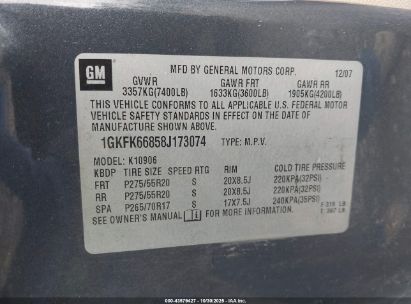 GM
MFD BY GENERAL MOTORS CORP. 12/07
GVWR GAWR FRT GAWR RR
3357KG(7400LB) 1633KG(3600LB) 1905KG(4200LB)
THIS VEHICLE CONFORMS TO ALL APPLICABLE U.S. FEDERAL MOTOR
VEHICLE SAFETY AND THEFT PREVENTION STANDARDS IN EFFECT ON
THE DATE OF MANUFACTURE SHOWN ABOVE.
1GKFK66858J173074 TYPE: M.P.V.
MODEL: K10906
KBDP TIRE SIZE SPEED RTG RIM COLD TIRE PRESSURE
FRT P275/55R20 S 20X8.5J 220KPA(32PSI)
RR P275/55R20 S 20X8.5J 220KPA(32PSI)
SPA P265/70R17 S 17X7.5J 240KPA(35PSI)
SEE OWNER'S MANUAL FOR MORE INFORMATION.